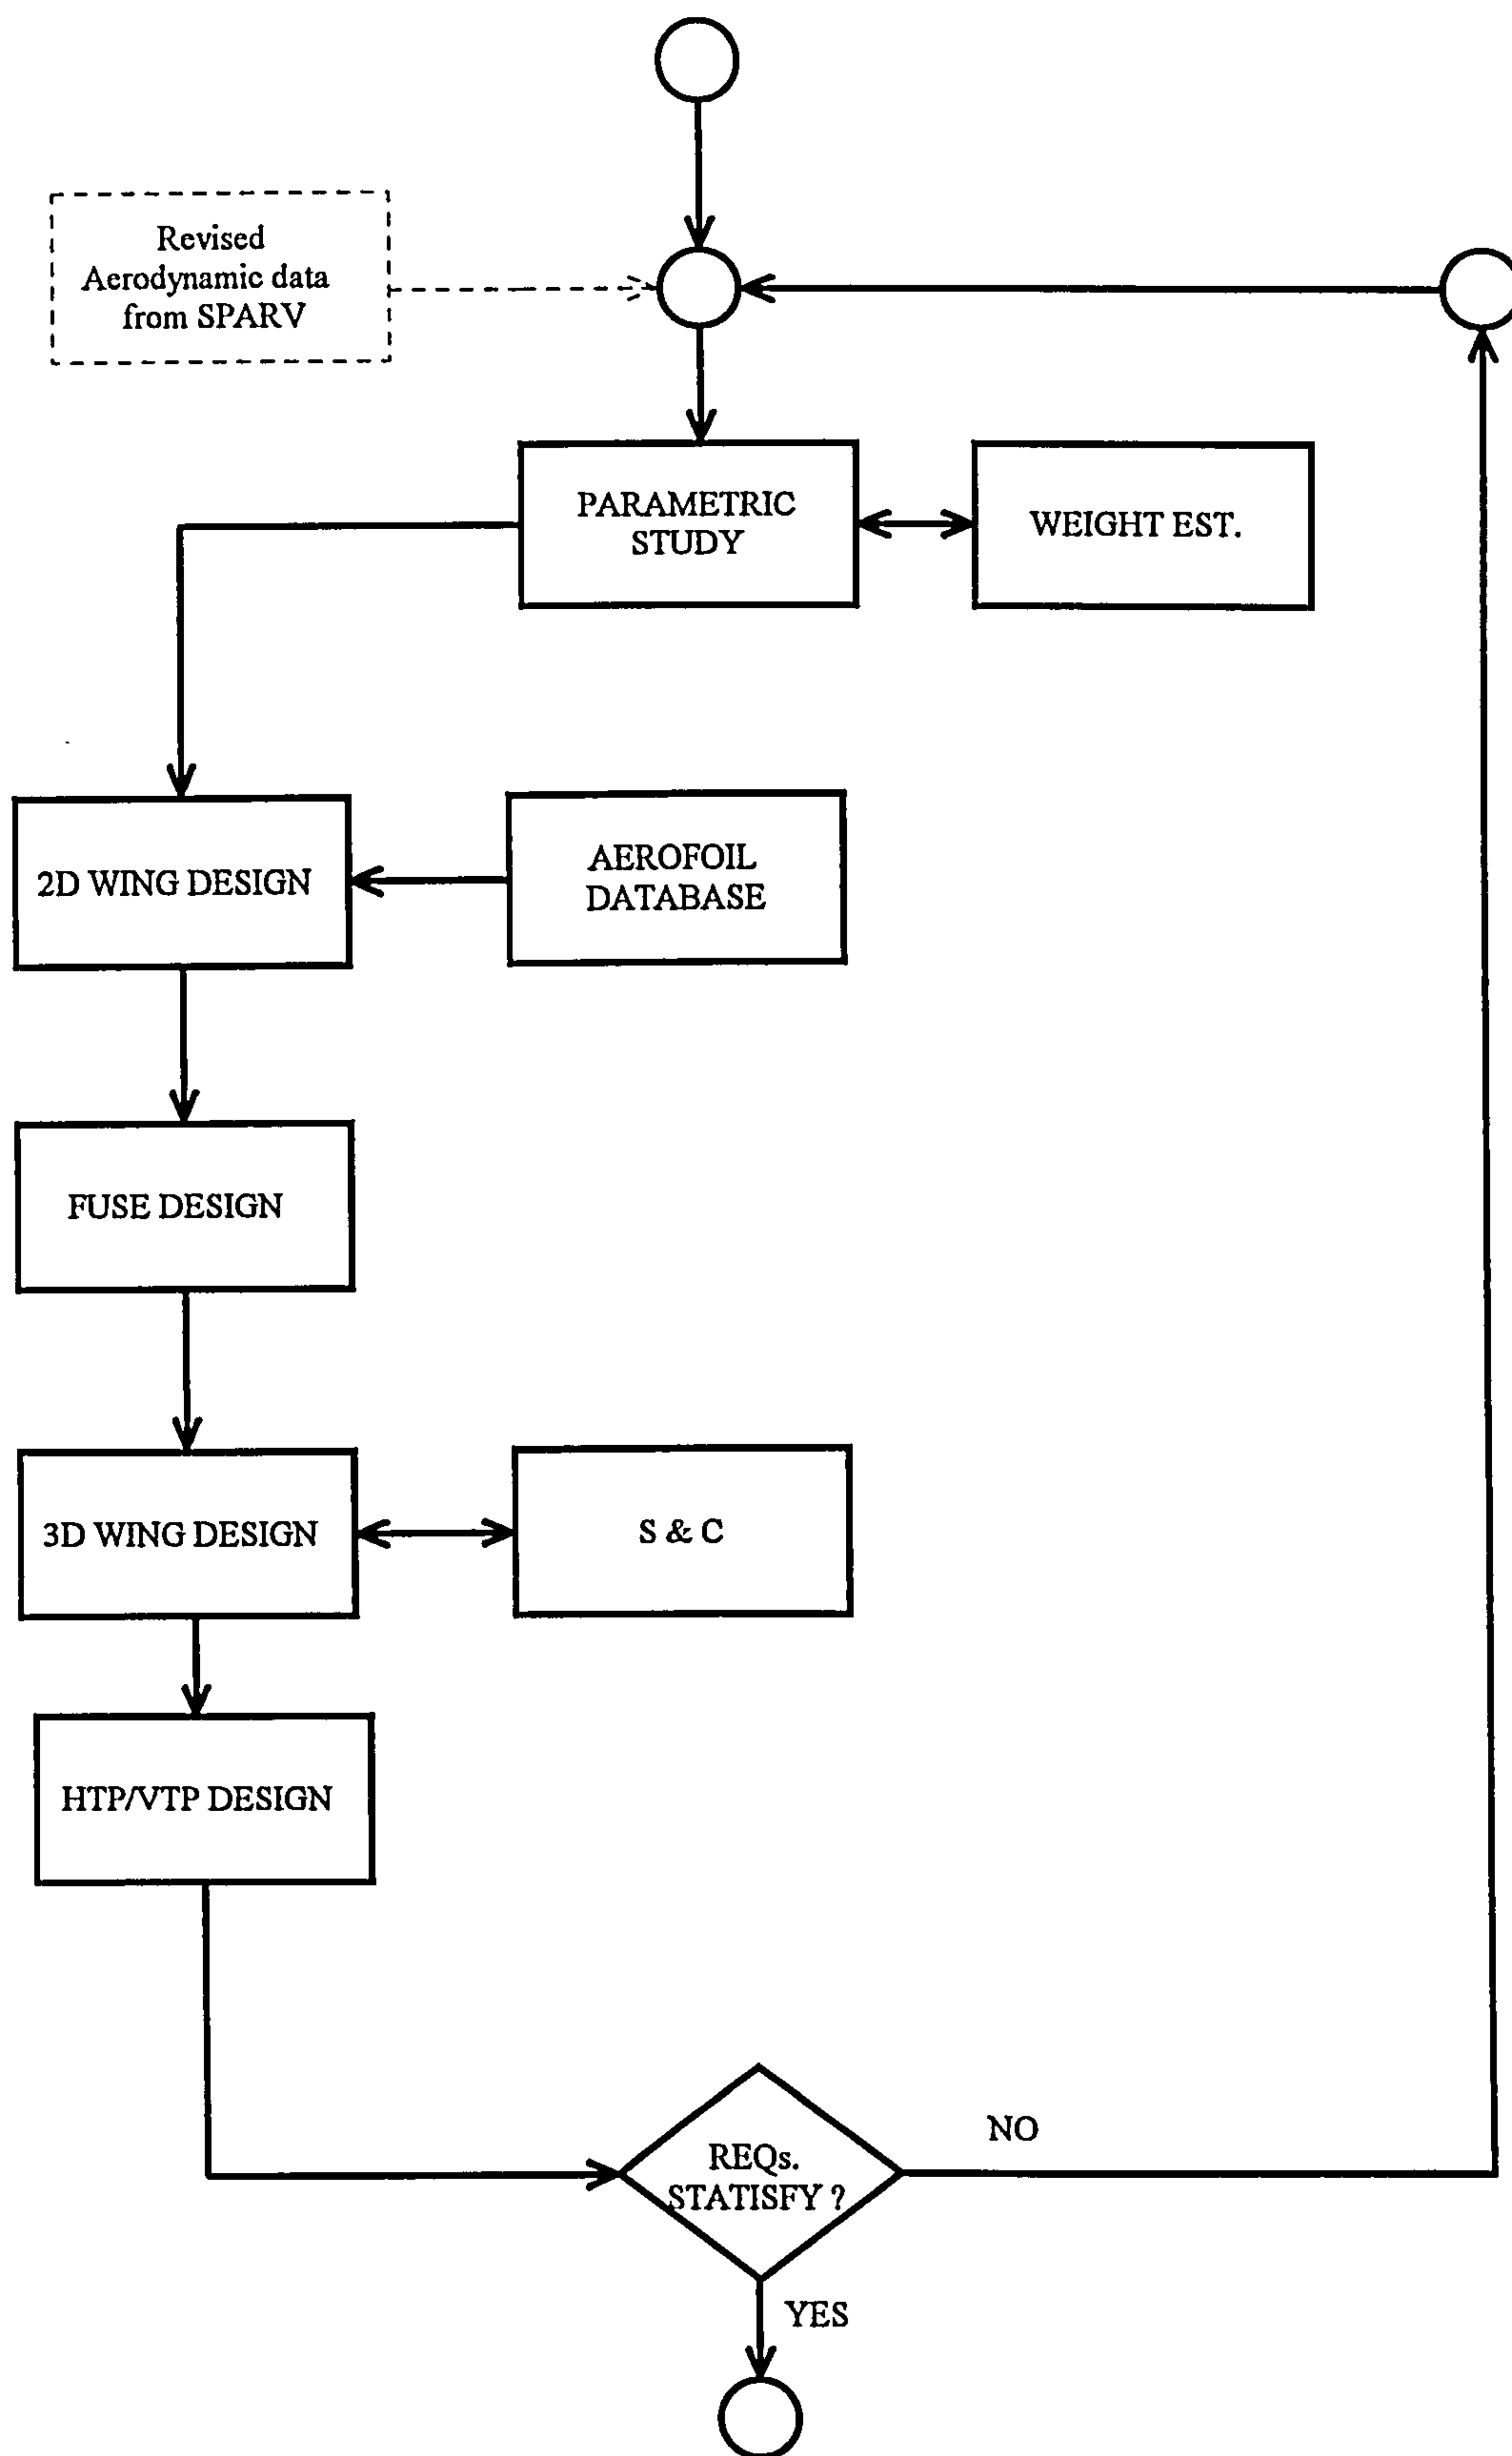 Revised
Aerodynamic data
from SPARV
PARAMETRIC
STUDY
WEIGHT EST.
2D WING DESIGN
AEROFOIL
DATABASE
FUSE DESIGN
3D WING DESIGN
S & C
HTP/VTP DESIGN
REQs.
STATISFY ?
NO
YES